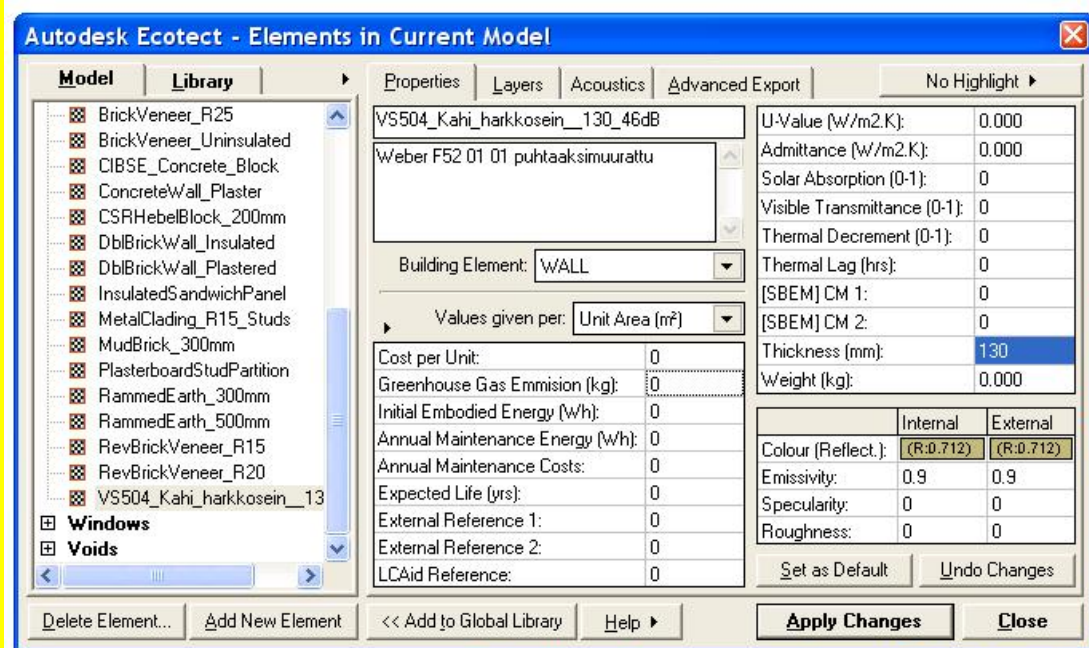 Autodesk Ecotect - Elements in Current Model
Model Library
BrickVeneer_R25
BrickVeneer_Uninsulated
CIBSE_Concrete_Block
ConcreteWall_Plaster
CSRHebelBlock_200mm
DblBrickWall_Insulated
DblBrickWall_Plastered
InsulatedSandwichPanel
MetalClading_R15_Studs
MudBrick_300mm
PlasterboardStudPartition
RammedEarth_300mm
RammedEarth_500mm
RevBrickVeneer_R15
RevBrickVeneer_R20
VS504_Kahi_harkkosein__13
Windows
Voids
Delete Element... Add New Element
Properties Layers Acoustics Advanced Export
VS504_Kahi_harkkosein__130_46dB
Weber F52 01 01 puhtaaksimuurattu
Building Element: WALL
Values given per: Unit Area (m²)
Cost per Unit: 0
Greenhouse Gas Emmision (kg): 0
Initial Embodied Energy (Wh): 0
Annual Maintenance Energy (Wh): 0
Annual Maintenance Costs: 0
Expected Life (yrs): 0
External Reference 1: 0
External Reference 2: 0
LCAid Reference: 0
<< Add to Global Library Help
No Highlight
U-Value (W/m2.K): 0.000
Admittance (W/m2.K): 0.000
Solar Absorption (0-1): 0
Visible Transmittance (0-1): 0
Thermal Decrement (0-1): 0
Thermal Lag (hrs): 0
[SBEM] CM 1: 0
[SBEM] CM 2: 0
Thickness (mm): 130
Weight (kg): 0.000
Internal External
Colour (Reflect.): (R:0.712) (R:0.712)
Emissivity: 0.9 0.9
Specularity: 0 0
Roughness: 0 0
Set as Default Undo Changes
Apply Changes Close